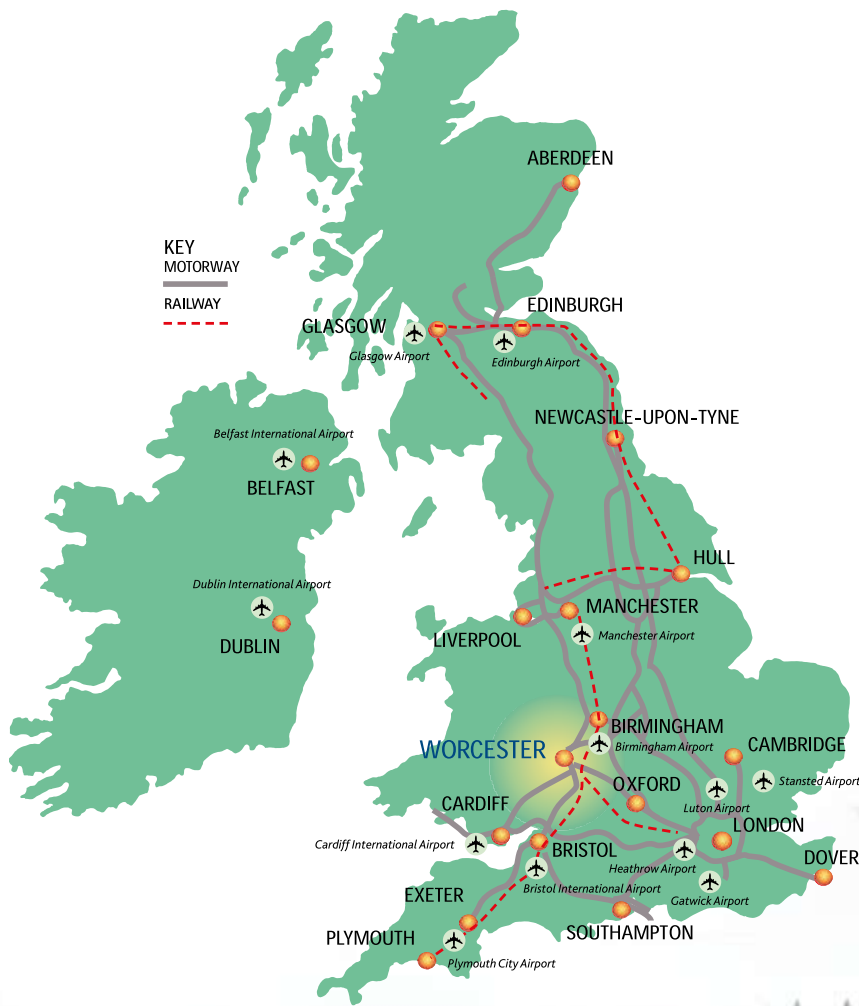 ABERDEEN
KEY
MOTORWAY
RAILWAY
EDINBURGH
GLASGOW
Glasgow Airport
Edinburgh Airport
NEWCASTLE-UPON-TYNE
Belfast International Airport
BELFAST
HULL
Dublin International Airport
MANCHESTER
LIVERPOOL
Manchester Airport
DUBLIN
BIRMINGHAM
WORCESTER
Birmingham Airport
CAMBRIDGE
Stansted Airport
OXFORD
Luton Airport
CARDIFF
LONDON
Cardiff International Airport
BRISTOL
DOVER
Heathrow Airport
Bristol International Airport
Gatwick Airport
EXETER
SOUTHAMPTON
PLYMOUTH
Plymouth City Airport